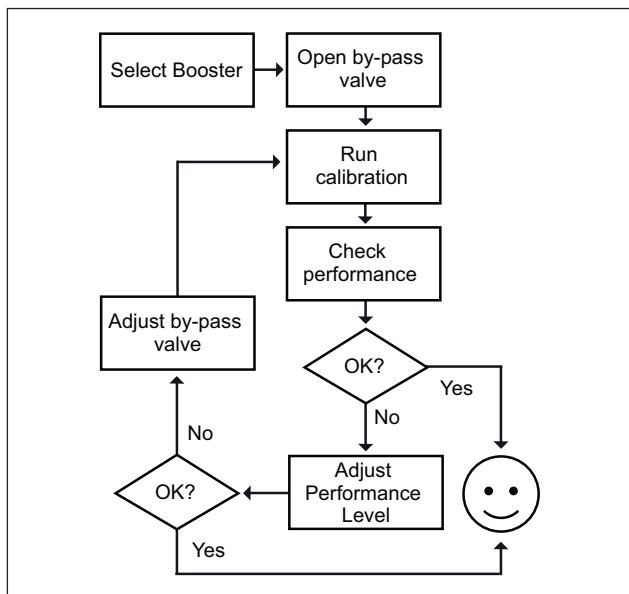 Select Booster
Open by-pass
valve
Run
calibration
Check
performance
Adjust by-pass
valve
OK?
Yes
No
No
OK?
Adjust
Performance
Level
Yes